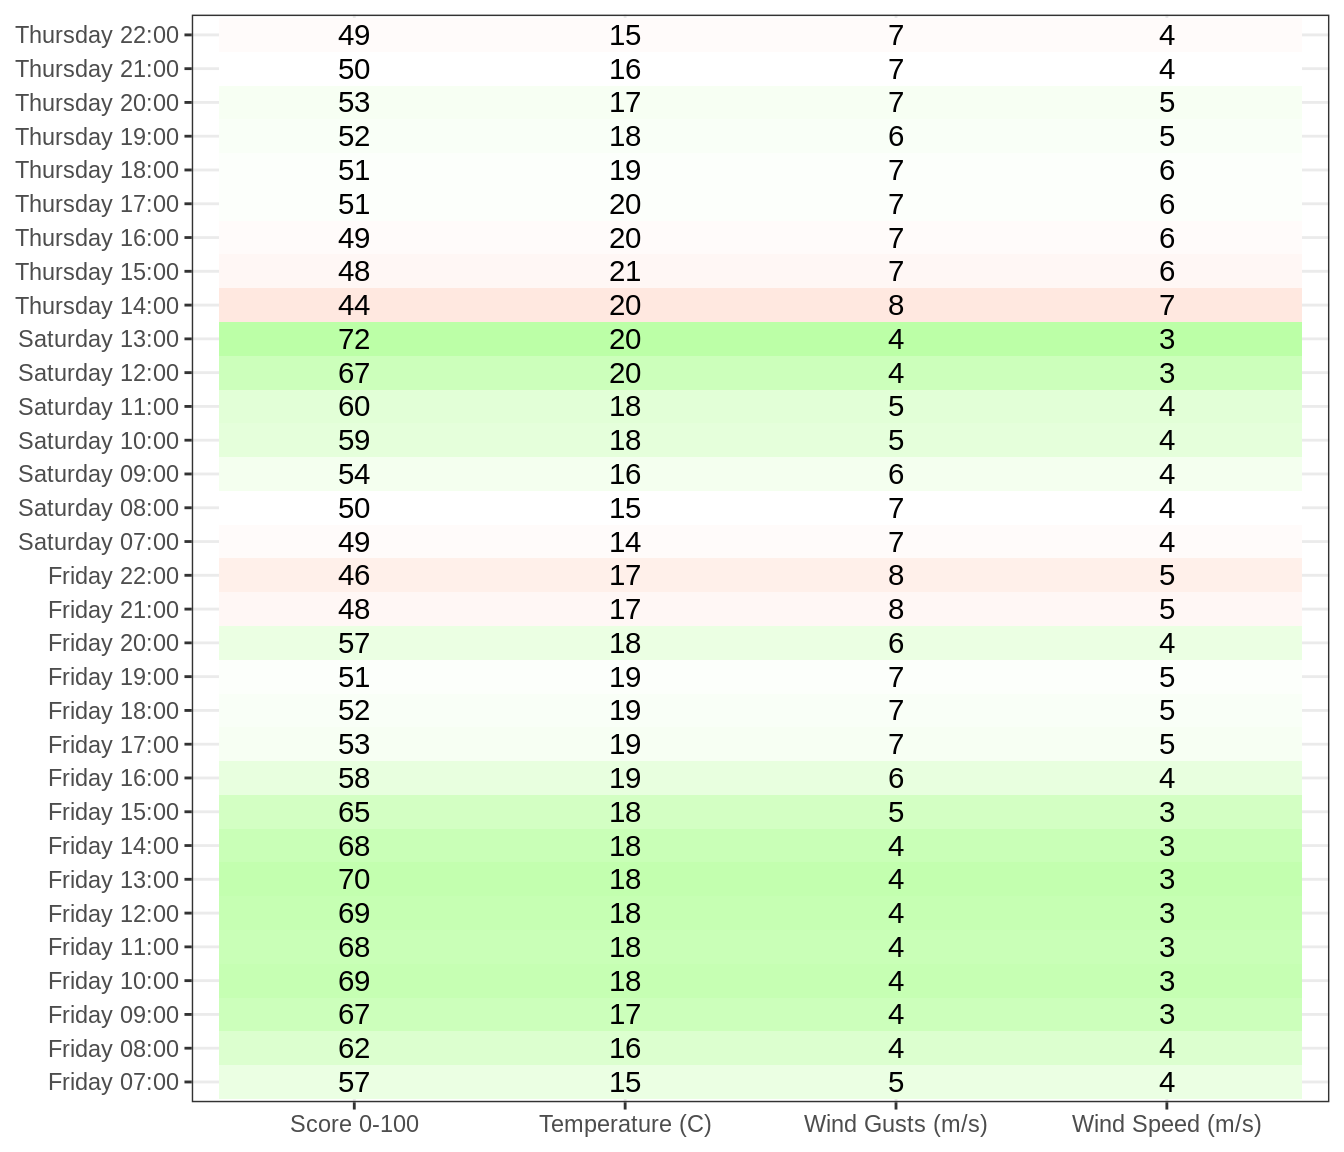 Thursday 22:00 49 15 7 4
Thursday 21:00 50 16 7 4
Thursday 20:00 53 17 7 5
Thursday 19:00 52 18 6 5
Thursday 18:00 51 19 7 6
Thursday 17:00 51 20 7 6
Thursday 16:00 49 20 7 6
Thursday 15:00 48 21 7 6
Thursday 14:00 44 20 8 7
Saturday 13:00 72 20 4 3
Saturday 12:00 67 20 4 3
Saturday 11:00 60 18 5 4
Saturday 10:00 59 18 5 4
Saturday 09:00 54 16 6 4
Saturday 08:00 50 15 7 4
Saturday 07:00 49 14 7 4
Friday 22:00 46 17 8 5
Friday 21:00 48 17 8 5
Friday 20:00 57 18 6 4
Friday 19:00 51 19 7 5
Friday 18:00 52 19 7 5
Friday 17:00 53 19 7 5
Friday 16:00 58 19 6 4
Friday 15:00 65 18 5 3
Friday 14:00 68 18 4 3
Friday 13:00 70 18 4 3
Friday 12:00 69 18 4 3
Friday 11:00 68 18 4 3
Friday 10:00 69 18 4 3
Friday 09:00 67 17 4 3
Friday 08:00 62 16 4 4
Friday 07:00 57 15 5 4
Score 0-100 Temperature (C) Wind Gusts (m/s) Wind Speed (m/s)